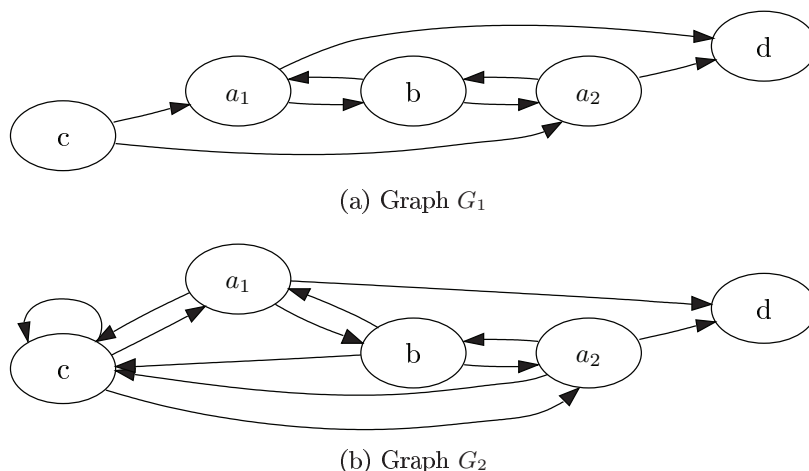 d
a₁ b a₂
c
(a) Graph G₁
a₁
d
b a₂
c
(b) Graph G₂